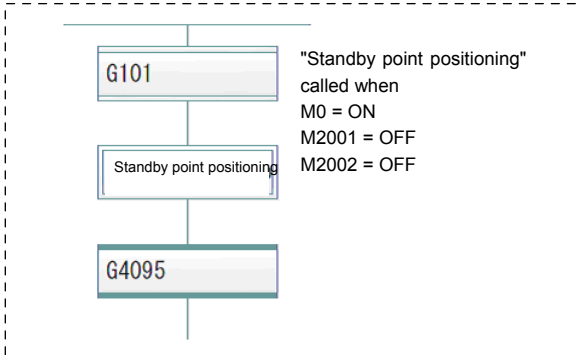 G101
"Standby point positioning"
called when
M0 = ON
M2001 = OFF
M2002 = OFF
Standby point positioning
G4095